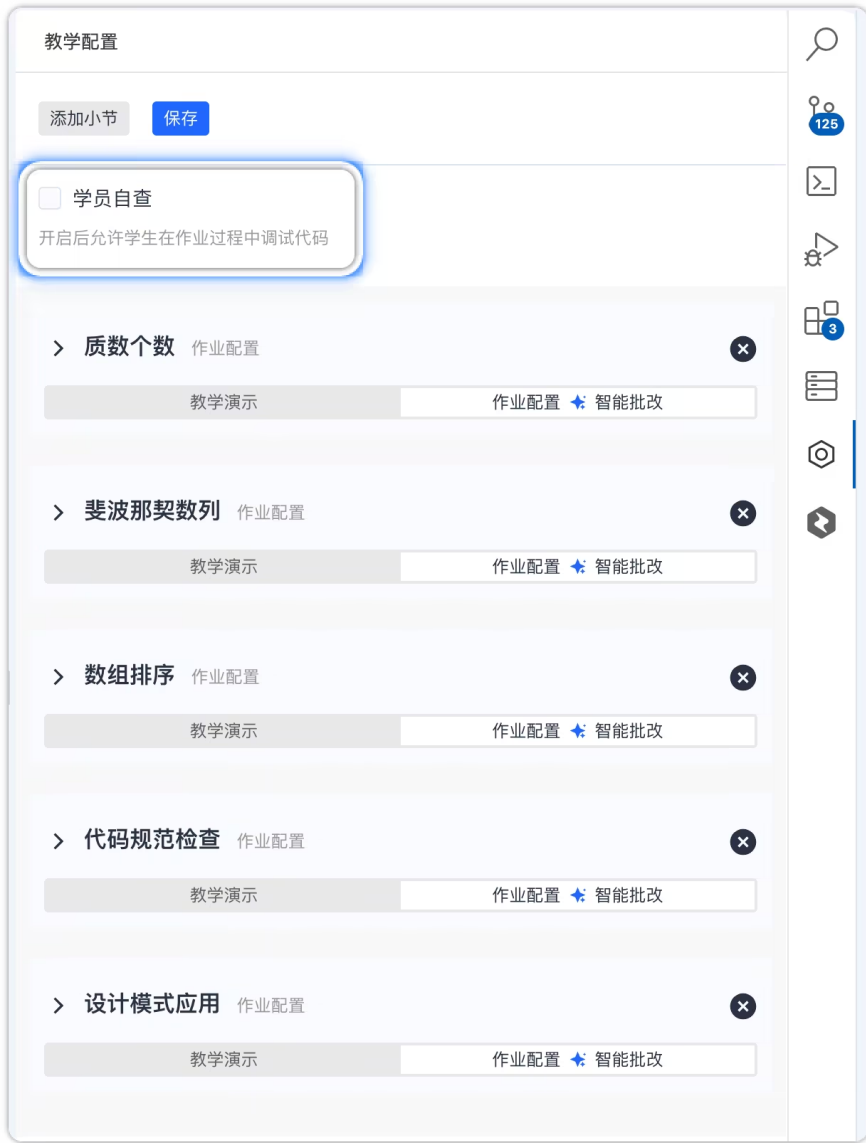 教学配置
添加小节 保存
学员自查
开启后允许学生在作业过程中调试代码
质数个数 作业配置
教学演示 作业配置 智能批改
斐波那契数列 作业配置
教学演示 作业配置 智能批改
数组排序 作业配置
教学演示 作业配置 智能批改
代码规范检查 作业配置
教学演示 作业配置 智能批改
设计模式应用 作业配置
教学演示 作业配置 智能批改
125
3